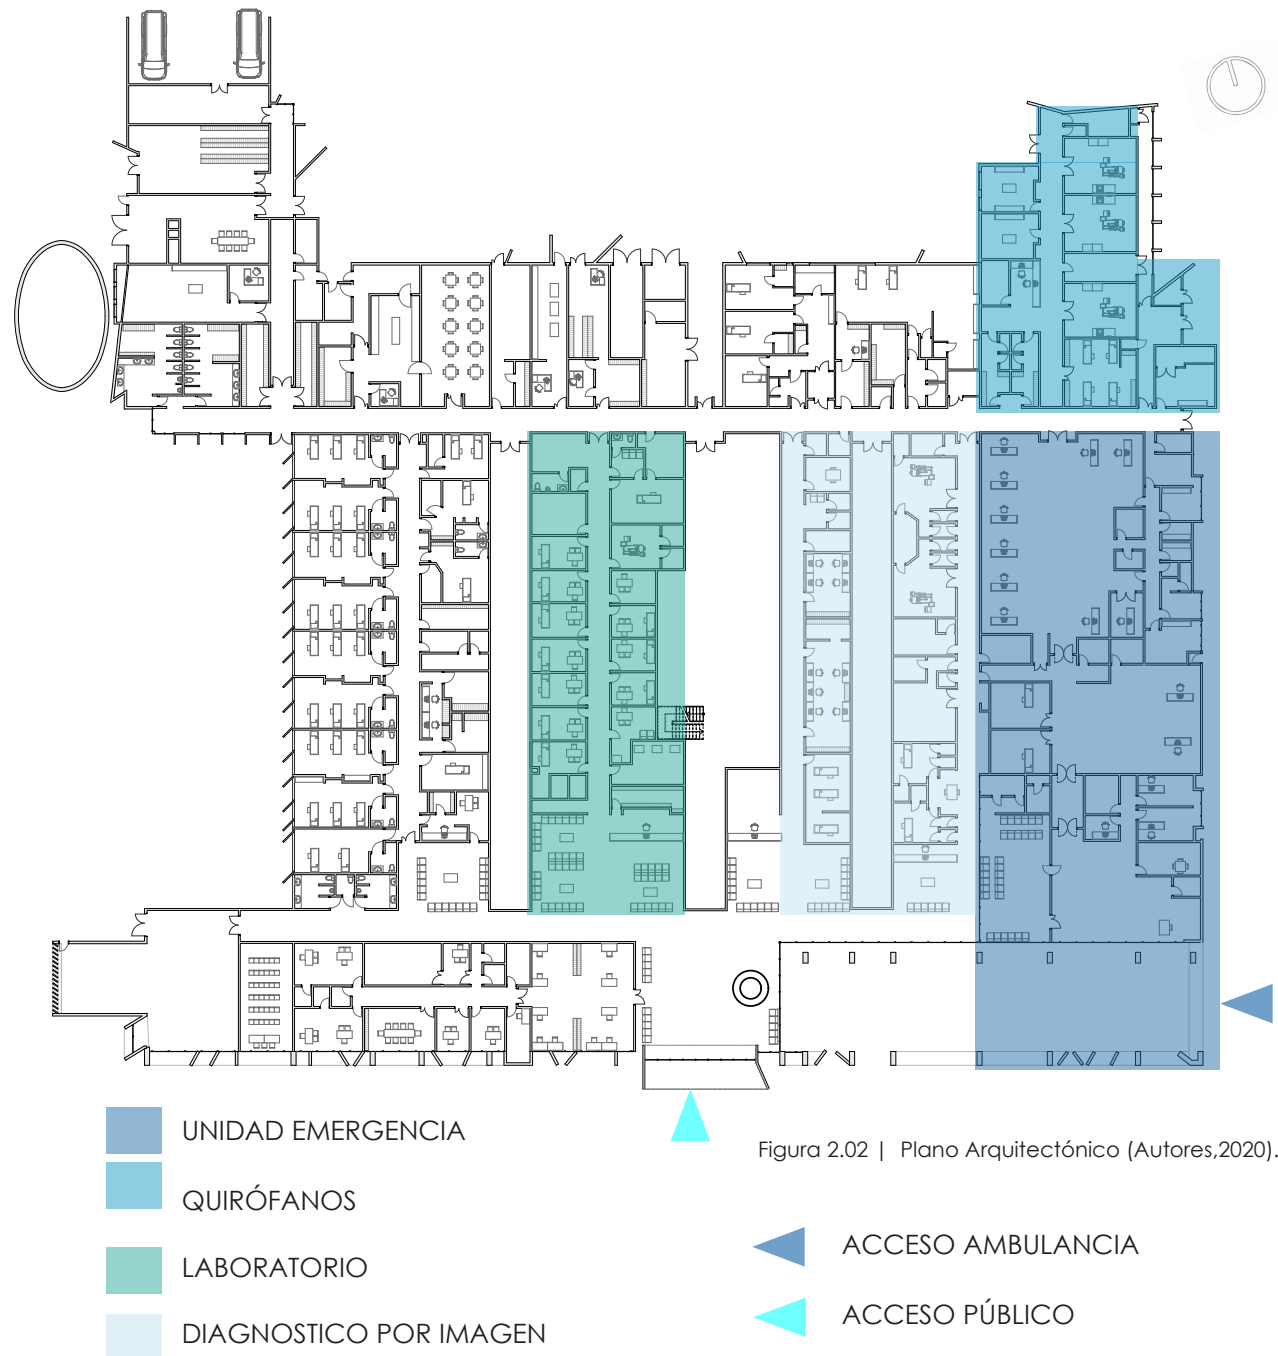 UNIDAD EMERGENCIA
Figura 2.02 | Plano Arquitectónico (Autores,2020).
QUIRÓFANOS
ACCESO AMBULANCIA
LABORATORIO
ACCESO PÚBLICO
DIAGNOSTICO POR IMAGEN